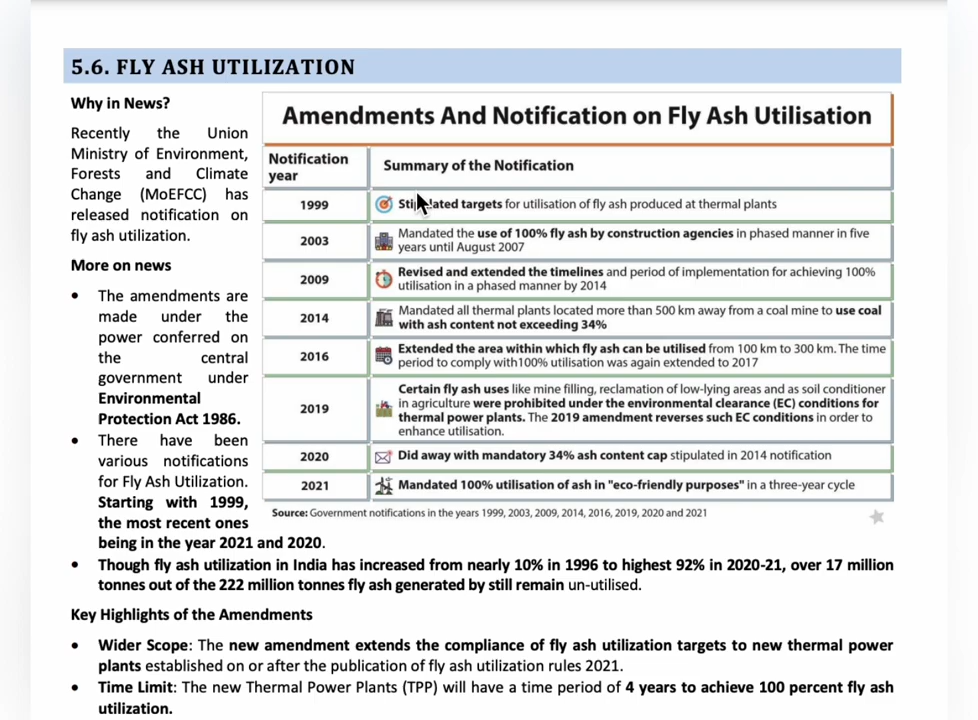 5.6. FLY ASH UTILIZATION
Why in News?
Recently the Union
Ministry of Environment,
Forests and Climate
Change (MoEFCC) has
released notification on
fly ash utilization.
More on news
• The amendments are
made under the
power conferred on
the central
government under
Environmental
Protection Act 1986.
• There have been
various notifications
for Fly Ash Utilization.
Starting with 1999,
the most recent ones
being in the year 2021 and 2020.
Amendments And Notification on Fly Ash Utilisation
Notification
year
Summary of the Notification
1999
targets for utilisation of fly ash produced at thermal plants
2003
Mandated the use of 100% fly ash by construction agencies in phased manner in five
years until August 2007
2009
Revised and extended the timelines and period of implementation for achieving 100%
utilisation in a phased manner by 2014
2014
Mandated all thermal plants located more than 500 km away from a coal mine to use coal
with ash content not exceeding 34%
2016
Extended the area within which fly ash can be utilised from 100 km to 300 km. The time
period to comply with100% utilisation was again extended to 2017
2019
Certain fly ash uses like mine filling, reclamation of low-lying areas and as soil conditioner
in agriculture were prohibited under the environmental clearance (EC) conditions for
thermal power plants. The 2019 amendment reverses such EC conditions in order to
enhance utilisation.
2020
Did away with mandatory 34% ash content cap stipulated in 2014 notification
2021
Mandated 100% utilisation of ash in "eco-friendly purposes" in a three-year cycle
Source: Government notifications in the years 1999, 2003, 2009, 2014, 2016, 2019, 2020 and 2021
• Though fly ash utilization in India has increased from nearly 10% in 1996 to highest 92% in 2020-21, over 17 million
tonnes out of the 222 million tonnes fly ash generated by still remain un-utilised.
Key Highlights of the Amendments
• Wider Scope: The new amendment extends the compliance of fly ash utilization targets to new thermal power
plants established on or after the publication of fly ash utilization rules 2021.
• Time Limit: The new Thermal Power Plants (TPP) will have a time period of 4 years to achieve 100 percent fly ash
utilization.